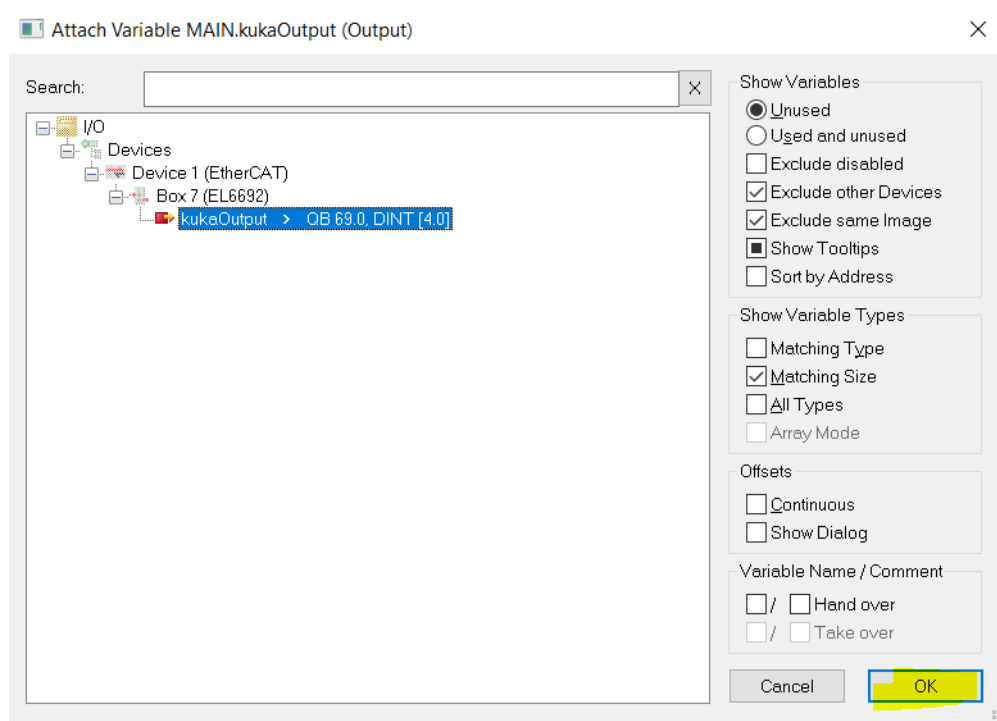 Attach Variable MAIN.kukaOutput (Output)
Search:
X
I/O
Devices
Device 1 (EtherCAT)
Box 7 (EL6692)
kukaOutput > QB 69.0, DINT [4.0]
Show Variables
Unused
Used and unused
Exclude disabled
Exclude other Devices
Exclude same Image
Show Tooltips
Sort by Address
Show Variable Types
Matching Type
Matching Size
All Types
Array Mode
Offsets
Continuous
Show Dialog
Variable Name / Comment
/ Hand over
/ Take over
Cancel
OK